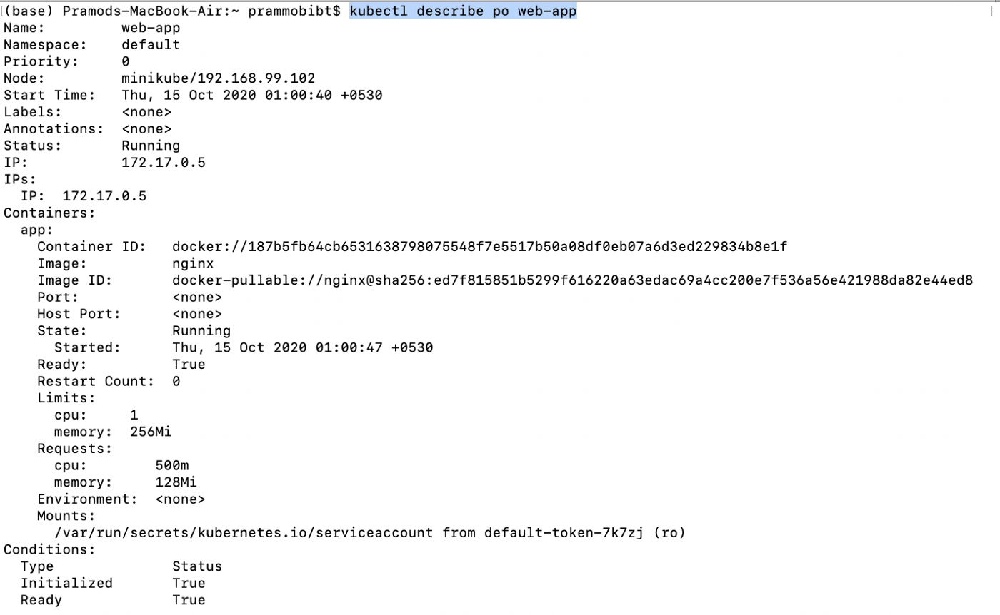 (base) Pramods-MacBook-Air:~ prammobibt$ kubectl describe po web-app
Name:         web-app
Namespace:    default
Priority:     0
Node:         minikube/192.168.99.102
Start Time:   Thu, 15 Oct 2020 01:00:40 +0530
Labels:       <none>
Annotations:  <none>
Status:       Running
IP:           172.17.0.5
IPs:
  IP:  172.17.0.5
Containers:
  app:
    Container ID:   docker://187b5fb64cb6531638798075548f7e5517b50a08df0eb07a6d3ed229834b8e1f
    Image:          nginx
    Image ID:       docker-pullable://nginx@sha256:ed7f815851b5299f616220a63edac69a4cc200e7f536a56e421988da82e44ed8
    Port:           <none>
    Host Port:      <none>
    State:          Running
      Started:      Thu, 15 Oct 2020 01:00:47 +0530
    Ready:          True
    Restart Count:  0
    Limits:
      cpu:     1
      memory:  256Mi
    Requests:
      cpu:        500m
      memory:     128Mi
    Environment:  <none>
    Mounts:
      /var/run/secrets/kubernetes.io/serviceaccount from default-token-7k7zj (ro)
Conditions:
  Type              Status
  Initialized       True
  Ready             True